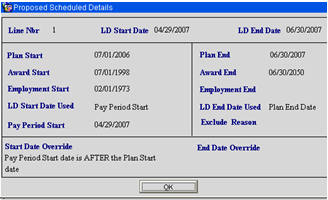 Proposed Scheduled Details
Line Nbr 1 LD Start Date 04/29/2007 LD End Date 06/30/2007
Plan Start 07/01/2006 Plan End 06/30/2007
Award Start 07/01/1998 Award End 06/30/2050
Employment Start 02/01/1973 Employment End
LD Start Date Used Pay Period Start LD End Date Used Plan End Date
Pay Period Start 04/29/2007 Exclude Reason
Start Date Override End Date Override
Pay Period Start date is AFTER the Plan Start
date
OK